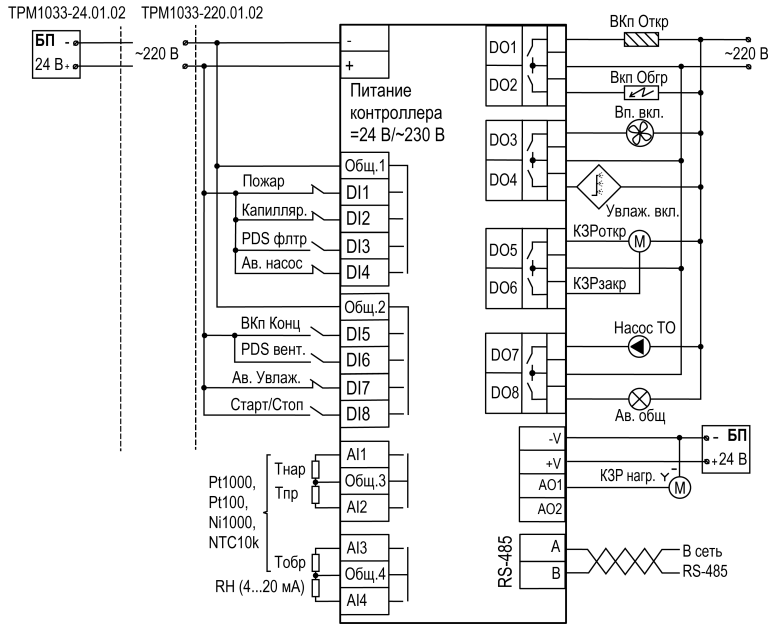 ТРМ1033-24.01.02 ТРМ1033-220.01.02
БП -
24 В+
~220 В
-
+
Питание
контроллера
=24 В/~230 В
Общ.1
Пожар DI1
Капилляр. DI2
PDS флтр DI3
Ав. насос DI4
Общ.2
ВКп Конц DI5
PDS вент. DI6
Ав. Увлаж. DI7
Старт/Стоп DI8
AI1
Тнар
Общ.3
Тпр
AI2
Pt1000,
Pt100,
Ni1000,
NTC10k
AI3
Тобр
Общ.4
RH (4...20 мА)
AI4
ВКп Откр
DO1
~220 В
DO2
Вкп Обгр
Вп. вкл.
DO3
DO4
Увлаж. вкл.
КЗРоткр
M
DO5
DO6
КЗРзакр
Насос ТО
DO7
DO8
Ав. общ
-V
- БП
+V
+24 В
КЗР нагр.
-
AO1
M
AO2
RS-485
A
B
В сеть
RS-485